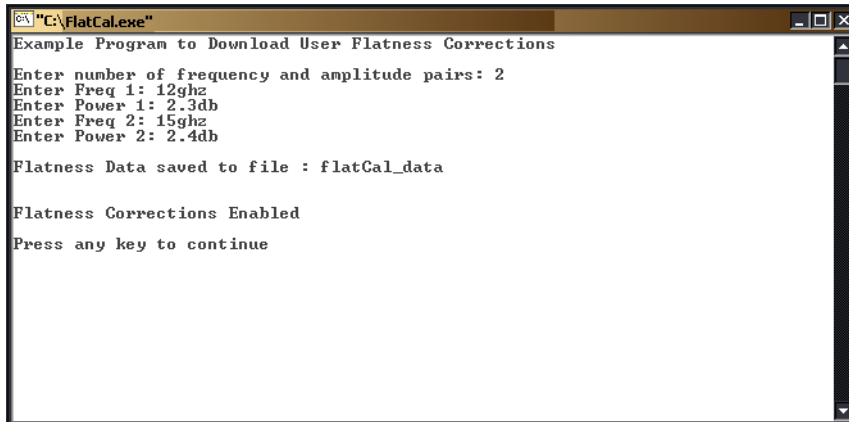 "C:\FlatCal.exe"
Example Program to Download User Flatness Corrections
Enter number of frequency and amplitude pairs: 2
Enter Freq 1: 12ghz
Enter Power 1: 2.3db
Enter Freq 2: 15ghz
Enter Power 2: 2.4db
Flatness Data saved to file : flatCal_data
Flatness Corrections Enabled
Press any key to continue